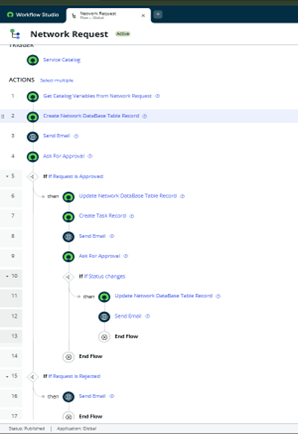 Workflow Studio
Network Request
Flow - Global
Network Request
Active
TRIGGER
Service Catalog
ACTIONS Select multiple
1 Get Catalog Variables from Network Request
2 Create Network DataBase Table Record
3 Send Email
4 Ask For Approval
5 If If Request is Approved
then 6 Update Network DataBase Table Record
7 Create Task Record
8 Send Email
9 Ask For Approval
10 If If Status changes
11 then Update Network DataBase Table Record
12 Send Email
13 End Flow
14 End Flow
15 If If Request is Rejected
16 then Send Email
17 End Flow
Status: Published Application: Global